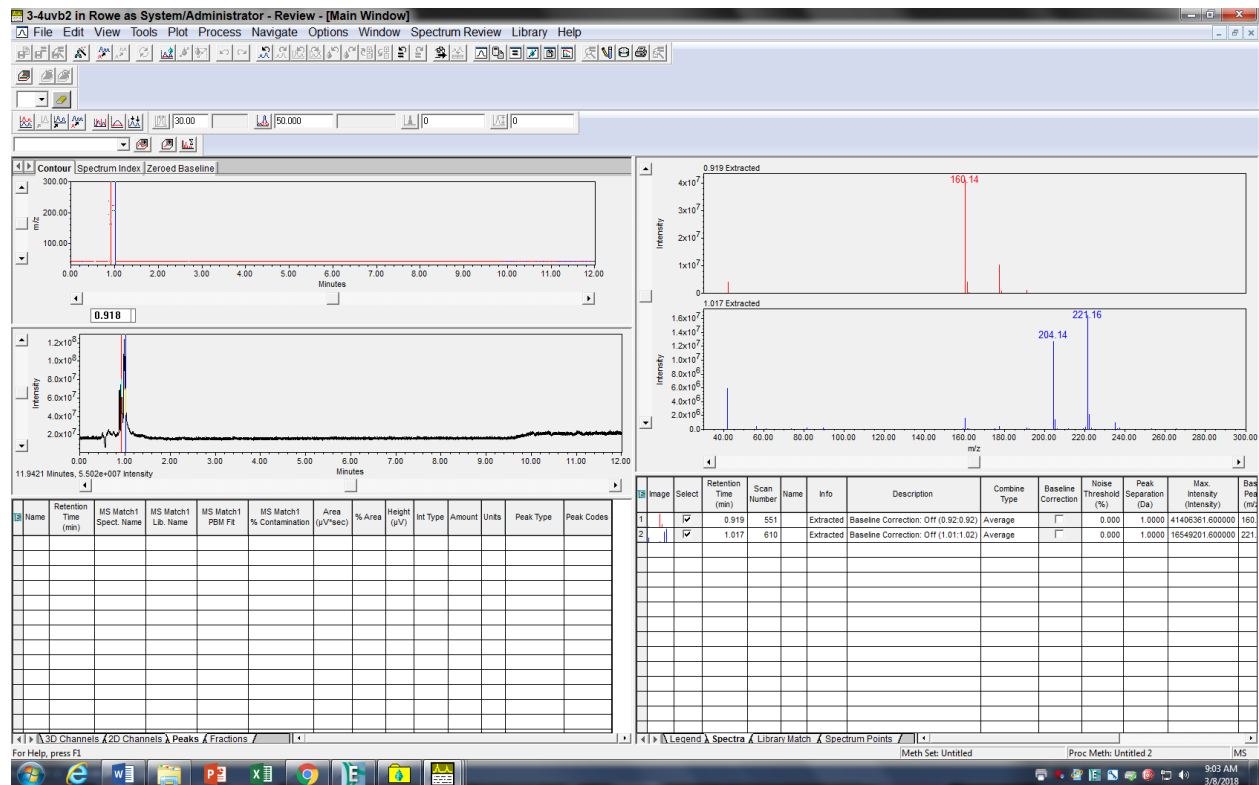 3-4uvb2 in Rowe as System/Administrator - Review - [Main Window]
File Edit View Tools Plot Process Navigate Options Window Spectrum Review Library Help
30.00 50.000 0 0
Contour Spectrum Index Zeroed Baseline
300.00
200.00
100.00
m/z
0.00 1.00 2.00 3.00 4.00 5.00 6.00 7.00 8.00 9.00 10.00 11.00 12.00
Minutes
0.918
1.2x10^8
1.0x10^8
8.0x10^7
6.0x10^7
4.0x10^7
2.0x10^7
Intensity
0.00 1.00 2.00 3.00 4.00 5.00 6.00 7.00 8.00 9.00 10.00 11.00 12.00
Minutes
11.9421 Minutes, 5.502e+007 Intensity
Name Retention Time (min) MS Match1 Spect. Name MS Match1 Lib. Name MS Match1 PBM Fit MS Match1 % Contamination Area (µV*sec) % Area Height (µV) Int Type Amount Units Peak Type Peak Codes
3D Channels 2D Channels Peaks Fractions
0.919 Extracted
160.14
4x10^7
3x10^7
2x10^7
1x10^7
0
Intensity
1.017 Extracted
221.16
204.14
1.6x10^7
1.4x10^7
1.2x10^7
1.0x10^7
8.0x10^6
6.0x10^6
4.0x10^6
2.0x10^6
0.0
Intensity
40.00 60.00 80.00 100.00 120.00 140.00 160.00 180.00 200.00 220.00 240.00 260.00 280.00 300.00
m/z
Image Select Retention Time (min) Scan Number Name Info Description Combine Type Baseline Correction Noise Threshold (%) Peak Separation (Da) Max. Intensity (Intensity) Bas Pea (m/z
1 0.919 551 Extracted Baseline Correction: Off (0.92:0.92) Average 0.000 1.0000 41406361.600000 160.
2 1.017 610 Extracted Baseline Correction: Off (1.01:1.02) Average 0.000 1.0000 16549201.600000 221.
Legend Spectra Library Match Spectrum Points
For Help, press F1 Meth Set: Untitled Proc Meth: Untitled 2 MS
9:03 AM
3/8/2018